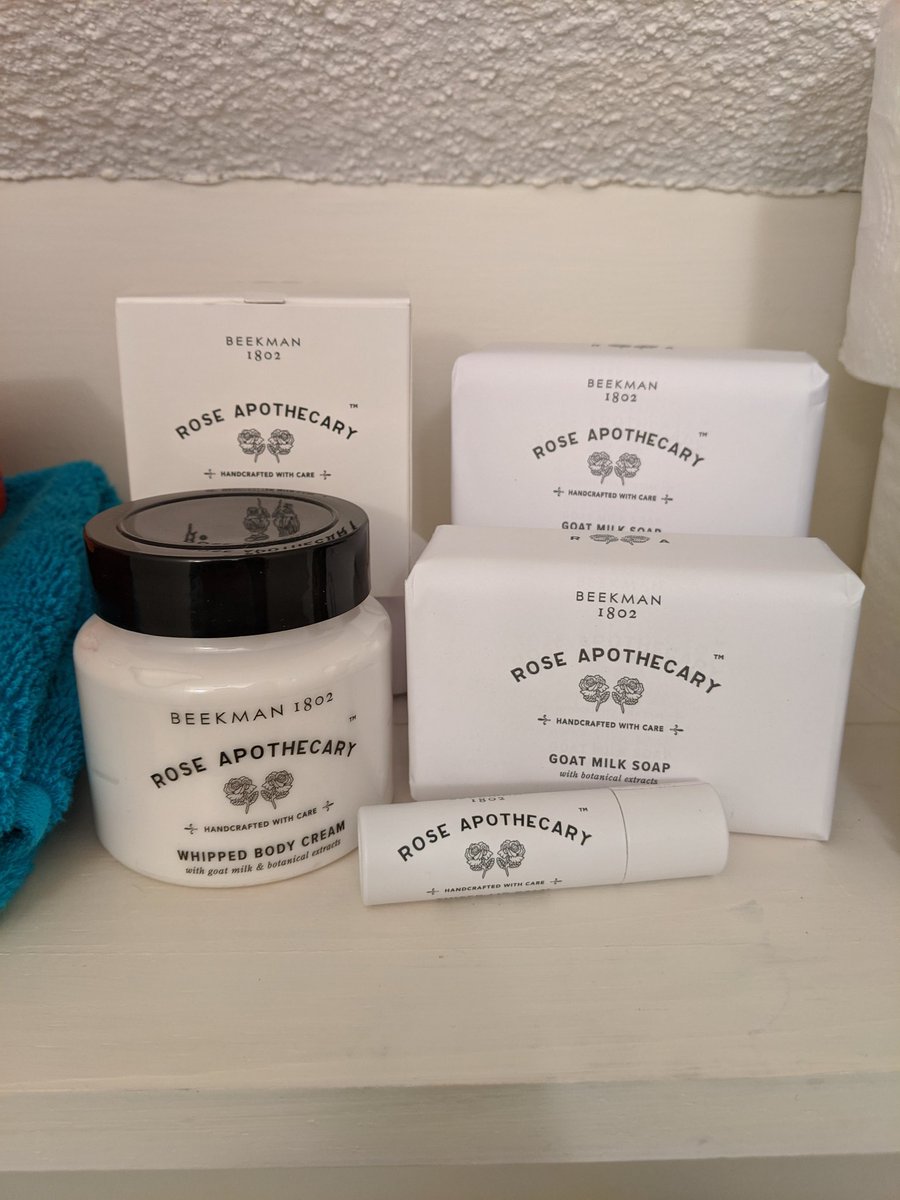 BEEKMAN
1802
ROSE APOTHECARY™
HANDCRAFTED WITH CARE
BEEKMAN
1802
ROSE APOTHECARY™
HANDCRAFTED WITH CARE
GOAT MILK SOAP
BEEKMAN 1802
ROSE APOTHECARY™
HANDCRAFTED WITH CARE
WHIPPED BODY CREAM
with goat milk & botanical extracts
R A
BEEKMAN
1802
ROSE APOTHECARY™
HANDCRAFTED WITH CARE
GOAT MILK SOAP
with botanical extracts
1802
ROSE APOTHECARY™
HANDCRAFTED WITH CARE